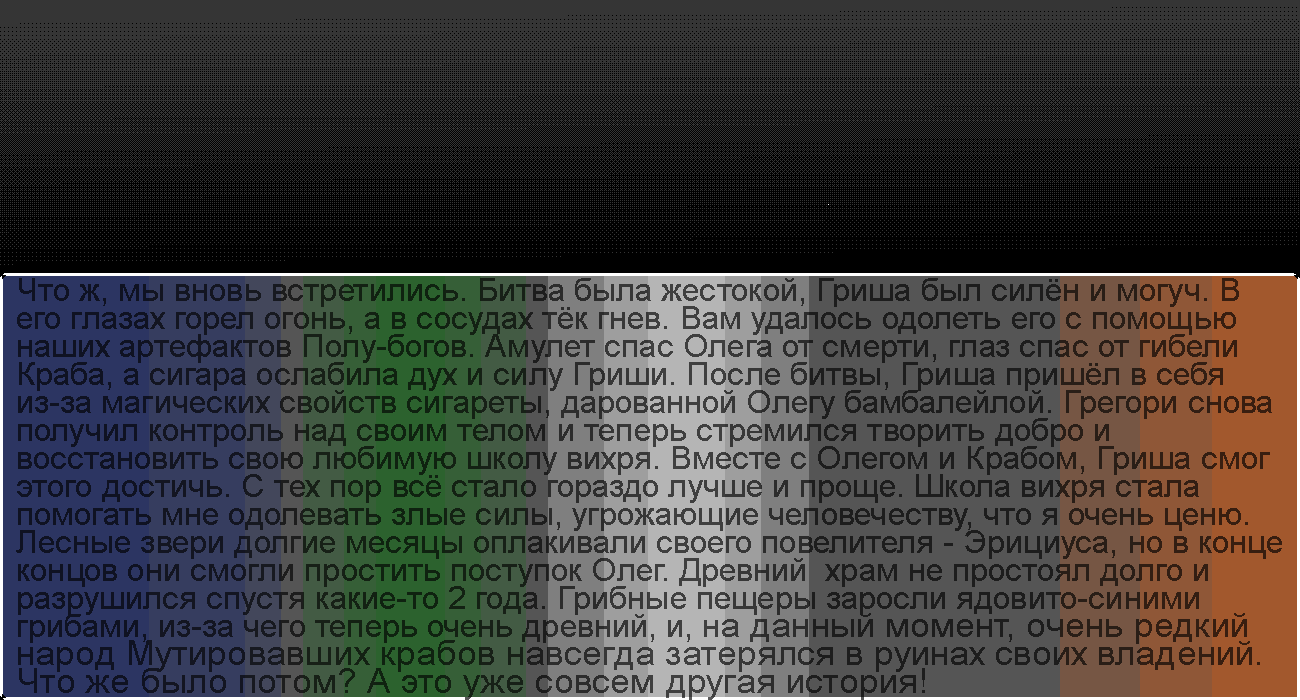 Что ж, мы вновь встретились. Битва была жестокой, Гриша был силён и могуч. В
его глазах горел огонь, а в сосудах тёк гнев. Вам удалось одолеть его с помощью
наших артефактов Полу-богов. Амулет спас Олега от смерти, глаз спас от гибели
Краба, а сигара ослабила дух и силу Гриши. После битвы, Гриша пришёл в себя
из-за магических свойств сигареты, дарованной Олегу бамбалейлой. Грегори снова
получил контроль над своим телом и теперь стремился творить добро и
восстановить свою любимую школу вихря. Вместе с Олегом и Крабом, Гриша смог
этого достичь. С тех пор всё стало гораздо лучше и проще. Школа вихря стала
помогать мне одолевать злые силы, угрожающие человечеству, что я очень ценю.
Лесные звери долгие месяцы оплакивали своего повелителя - Эрициуса, но в конце
концов они смогли простить поступок Олег. Древний храм не простоял долго и
разрушился спустя какие-то 2 года. Грибные пещеры заросли ядовито-синими
грибами, из-за чего теперь очень древний, и, на данный момент, очень редкий
народ Мутировавших крабов навсегда затерялся в руинах своих владений.
Что же было потом? А это уже совсем другая история!